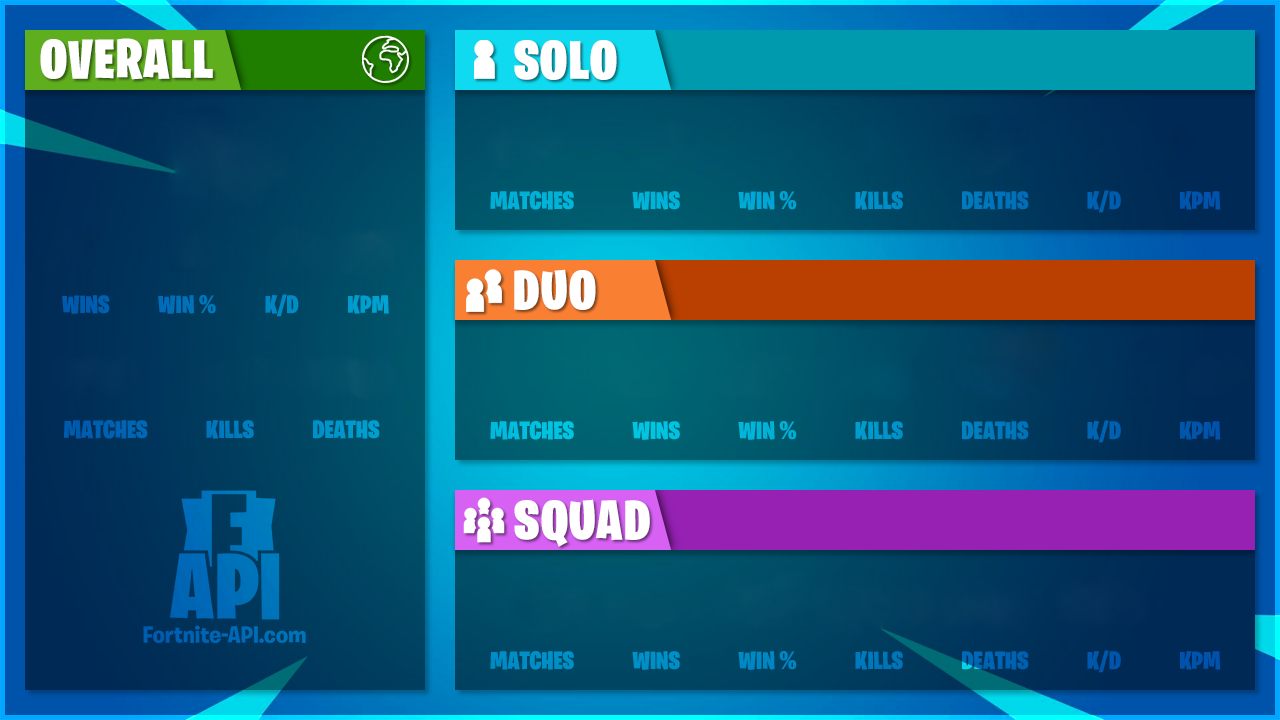 OVERALL
WINS WIN % K/D KPM
MATCHES KILLS DEATHS
F
API
Fortnite-API.com
SOLO
MATCHES WINS WIN % KILLS DEATHS K/D KPM
DUO
MATCHES WINS WIN % KILLS DEATHS K/D KPM
SQUAD
MATCHES WINS WIN % KILLS DEATHS K/D KPM